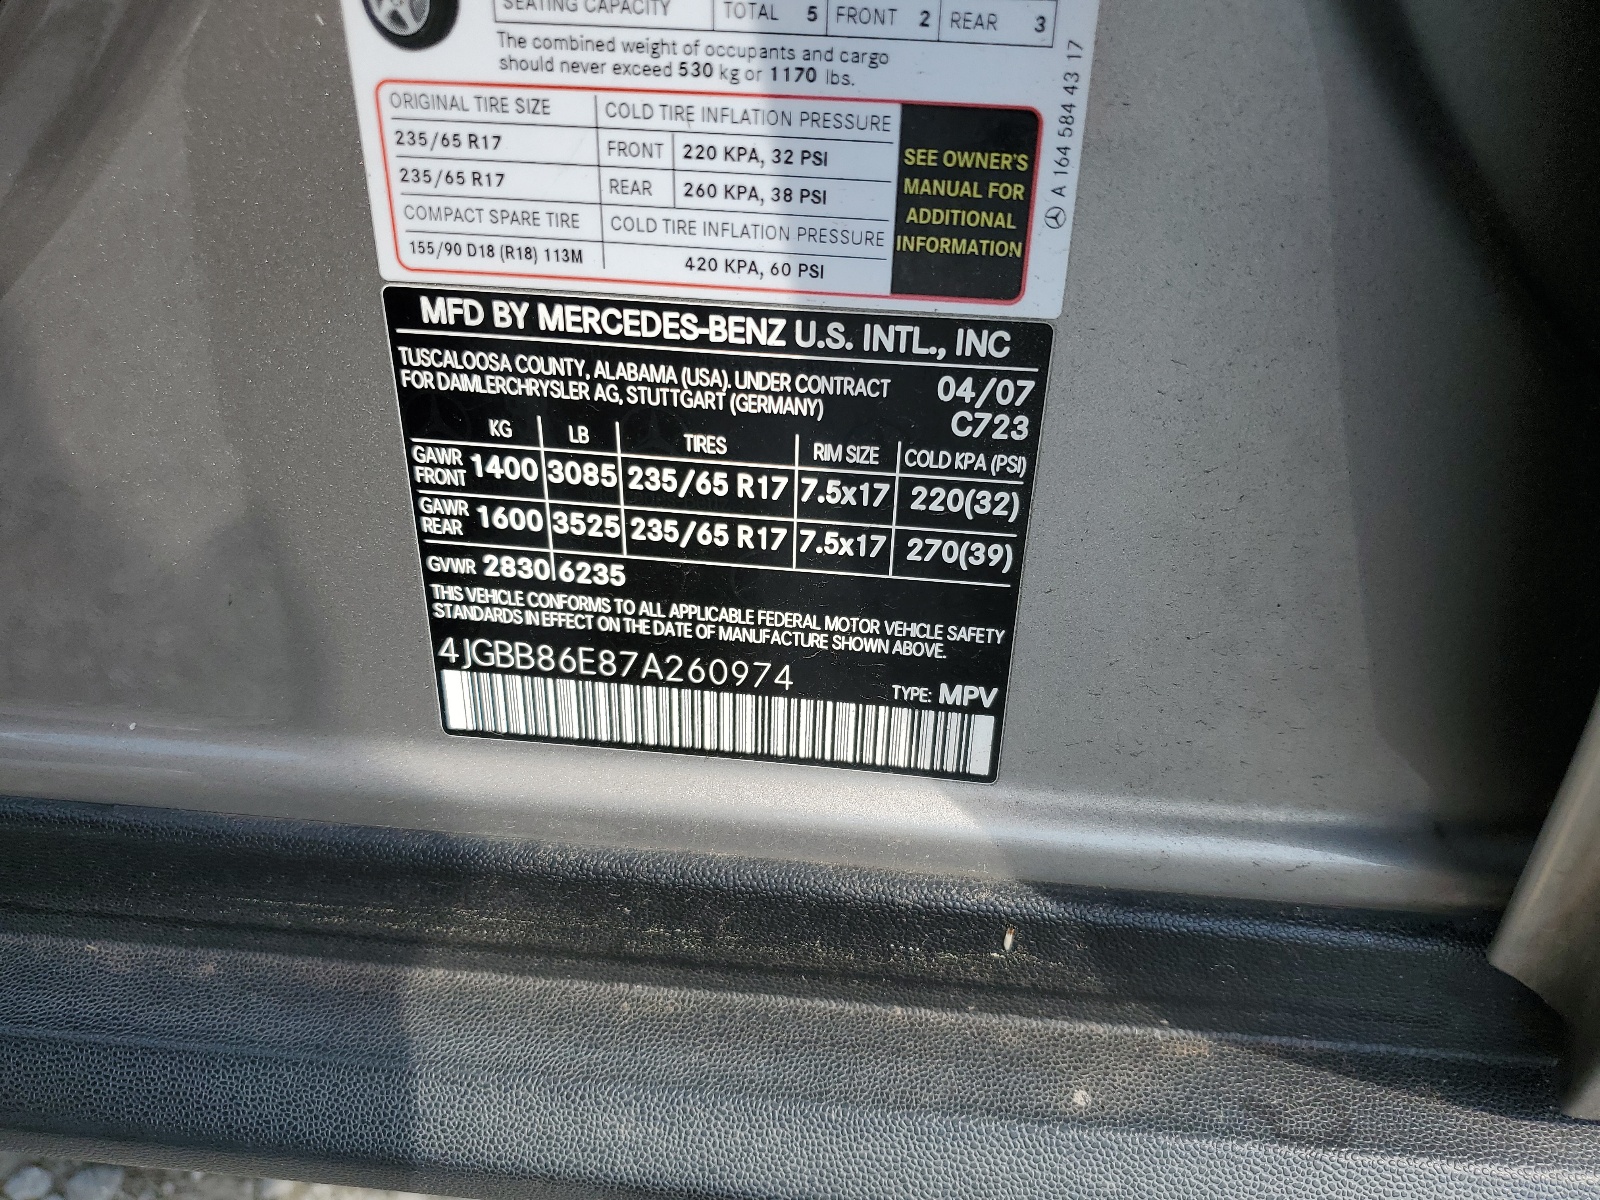 SEATING CAPACITY TOTAL 5 FRONT 2 REAR 3
The combined weight of occupants and cargo
should never exceed 530 kg or 1170 lbs.
ORIGINAL TIRE SIZE COLD TIRE INFLATION PRESSURE
235/65 R17 FRONT 220 KPA, 32 PSI
235/65 R17 REAR 260 KPA, 38 PSI
COMPACT SPARE TIRE COLD TIRE INFLATION PRESSURE
155/90 D18 (R18) 113M 420 KPA, 60 PSI
SEE OWNER'S
MANUAL FOR
ADDITIONAL
INFORMATION
A 164 584 43 17
MFD BY MERCEDES-BENZ U.S. INTL., INC
TUSCALOOSA COUNTY, ALABAMA (USA). UNDER CONTRACT
FOR DAIMLERCHRYSLER AG, STUTTGART (GERMANY)
04/07
C723
KG LB TIRES RIM SIZE COLD KPA (PSI)
GAWR FRONT 1400 3085 235/65 R17 7.5x17 220(32)
GAWR REAR 1600 3525 235/65 R17 7.5x17 270(39)
GVWR 2830 6235
THIS VEHICLE CONFORMS TO ALL APPLICABLE FEDERAL MOTOR VEHICLE SAFETY
STANDARDS IN EFFECT ON THE DATE OF MANUFACTURE SHOWN ABOVE.
4JGBB86E87A260974
TYPE: MPV